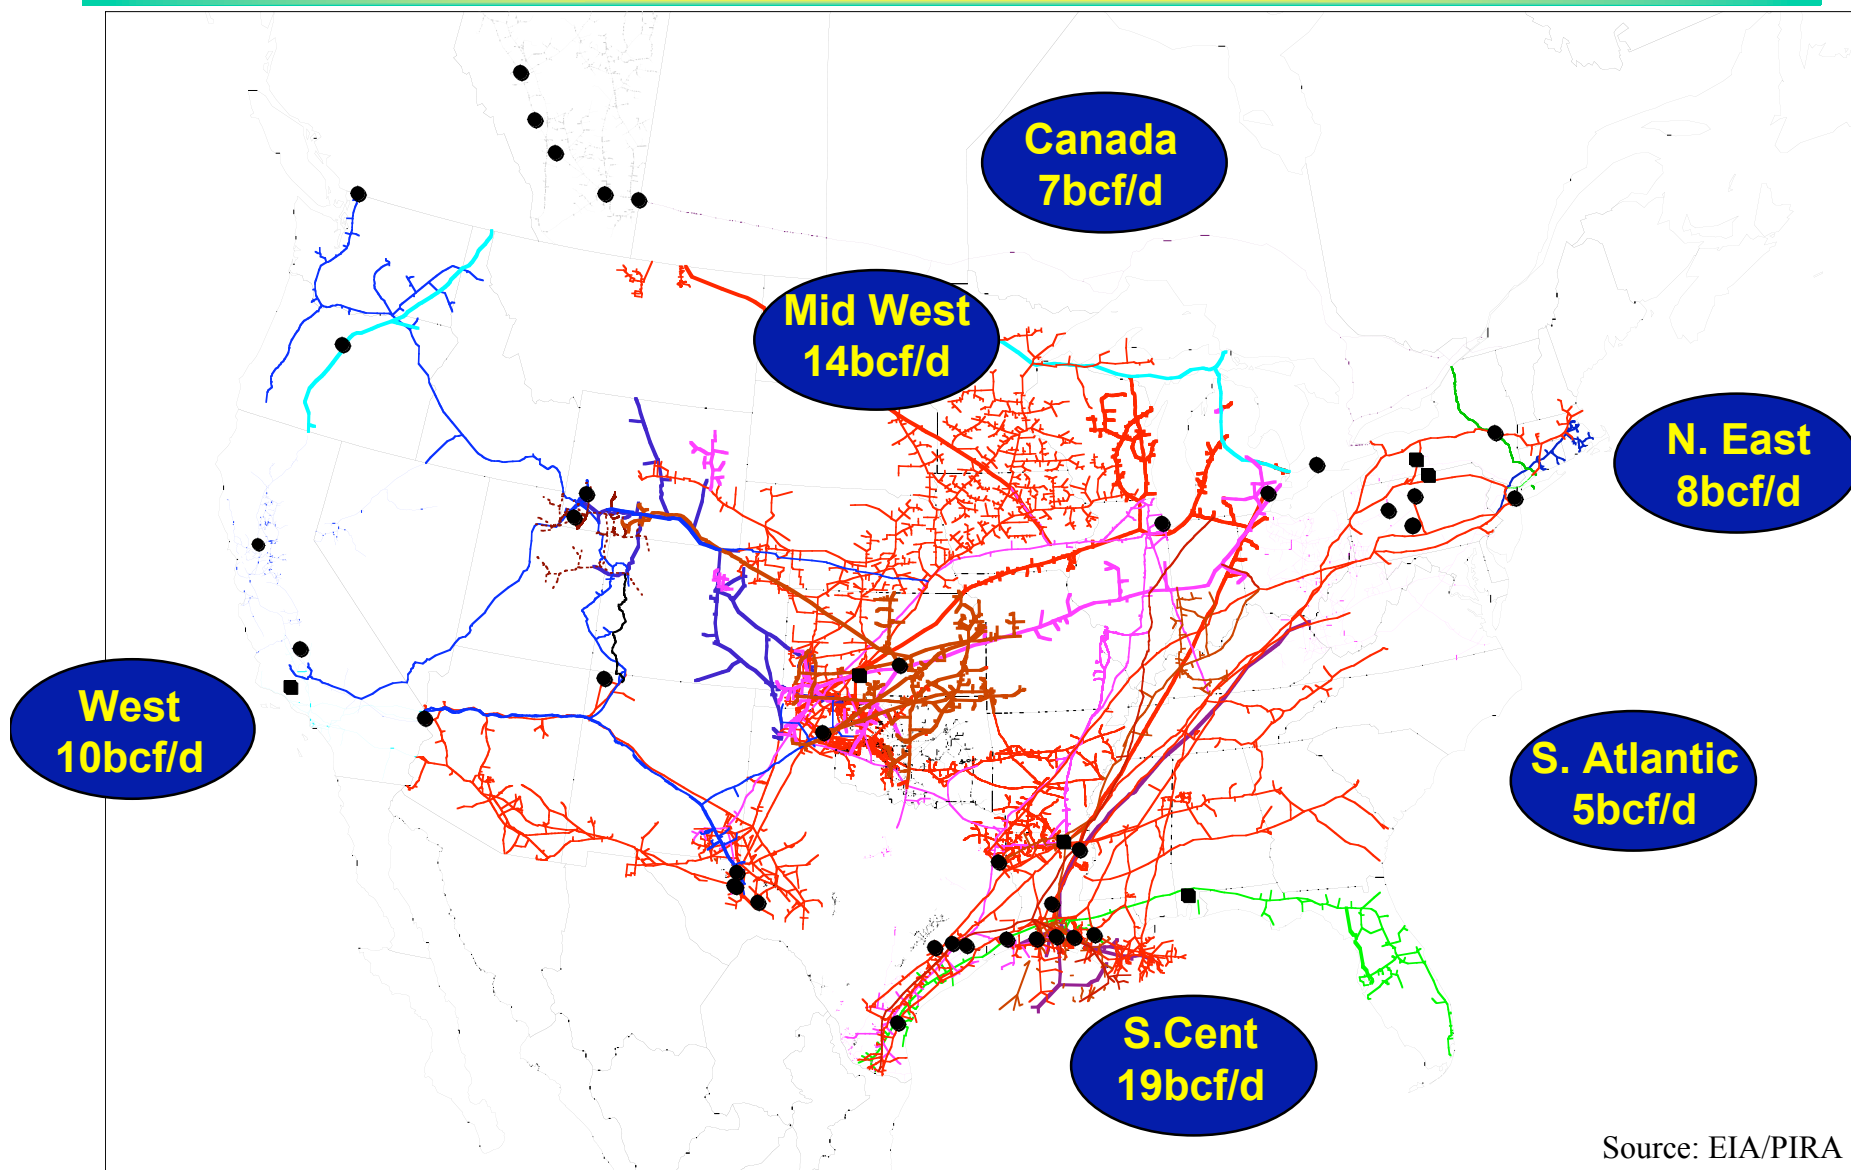 Canada
7bcf/d
Mid West
14bcf/d
N. East
8bcf/d
West
10bcf/d
S. Atlantic
5bcf/d
S.Cent
19bcf/d
Source: EIA/PIRA